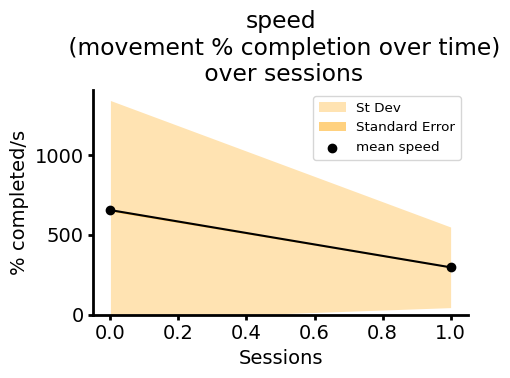 speed
(movement % completion over time)
over sessions
St Dev
Standard Error
mean speed
% completed/s
1000
500
0
0.0 0.2 0.4 0.6 0.8 1.0
Sessions